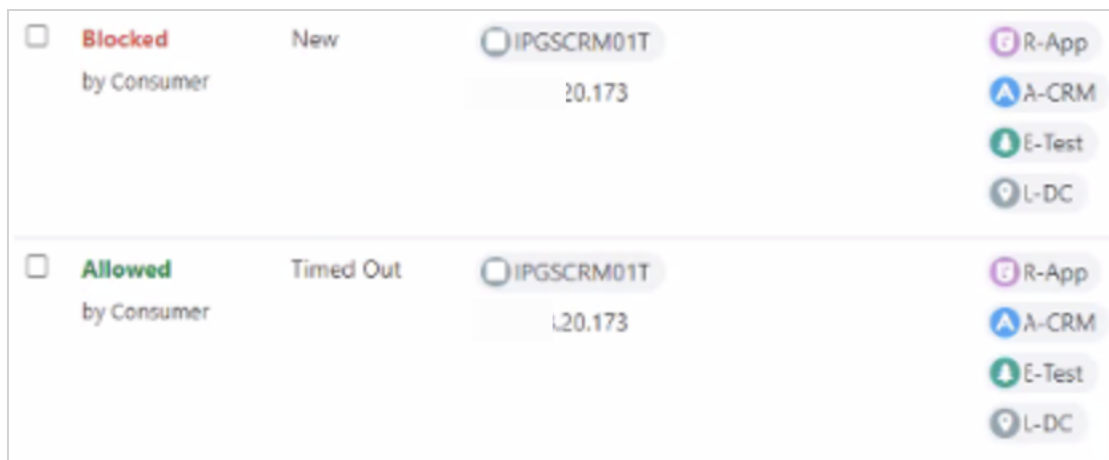 Blocked New IPGSCRM01T R-App
by Consumer 20.173 A-CRM
E-Test
L-DC
Allowed Timed Out IPGSCRM01T R-App
by Consumer .20.173 A-CRM
E-Test
L-DC